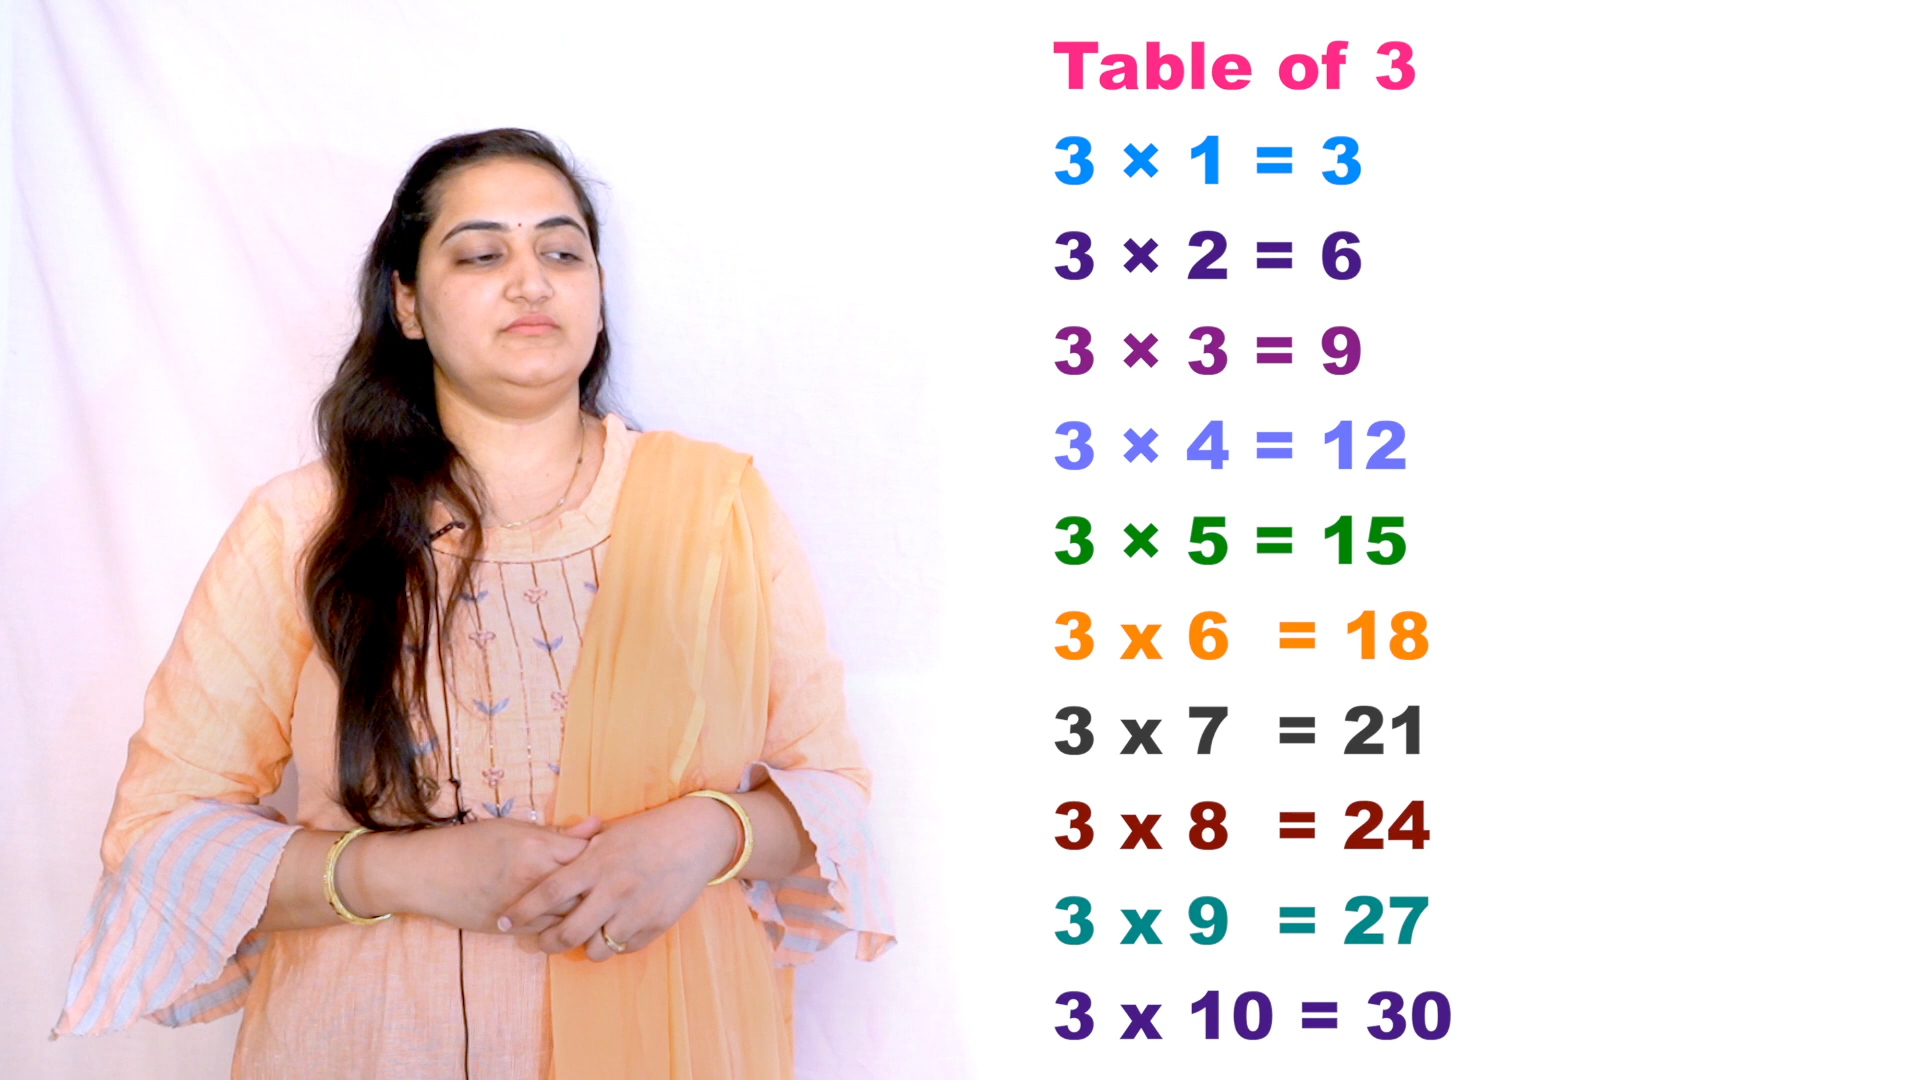 Table of 3
3 × 1 = 3
3 × 2 = 6
3 × 3 = 9
3 × 4 = 12
3 × 5 = 15
3 x 6  = 18
3 x 7  = 21
3 x 8  = 24
3 x 9  = 27
3 x 10 = 30